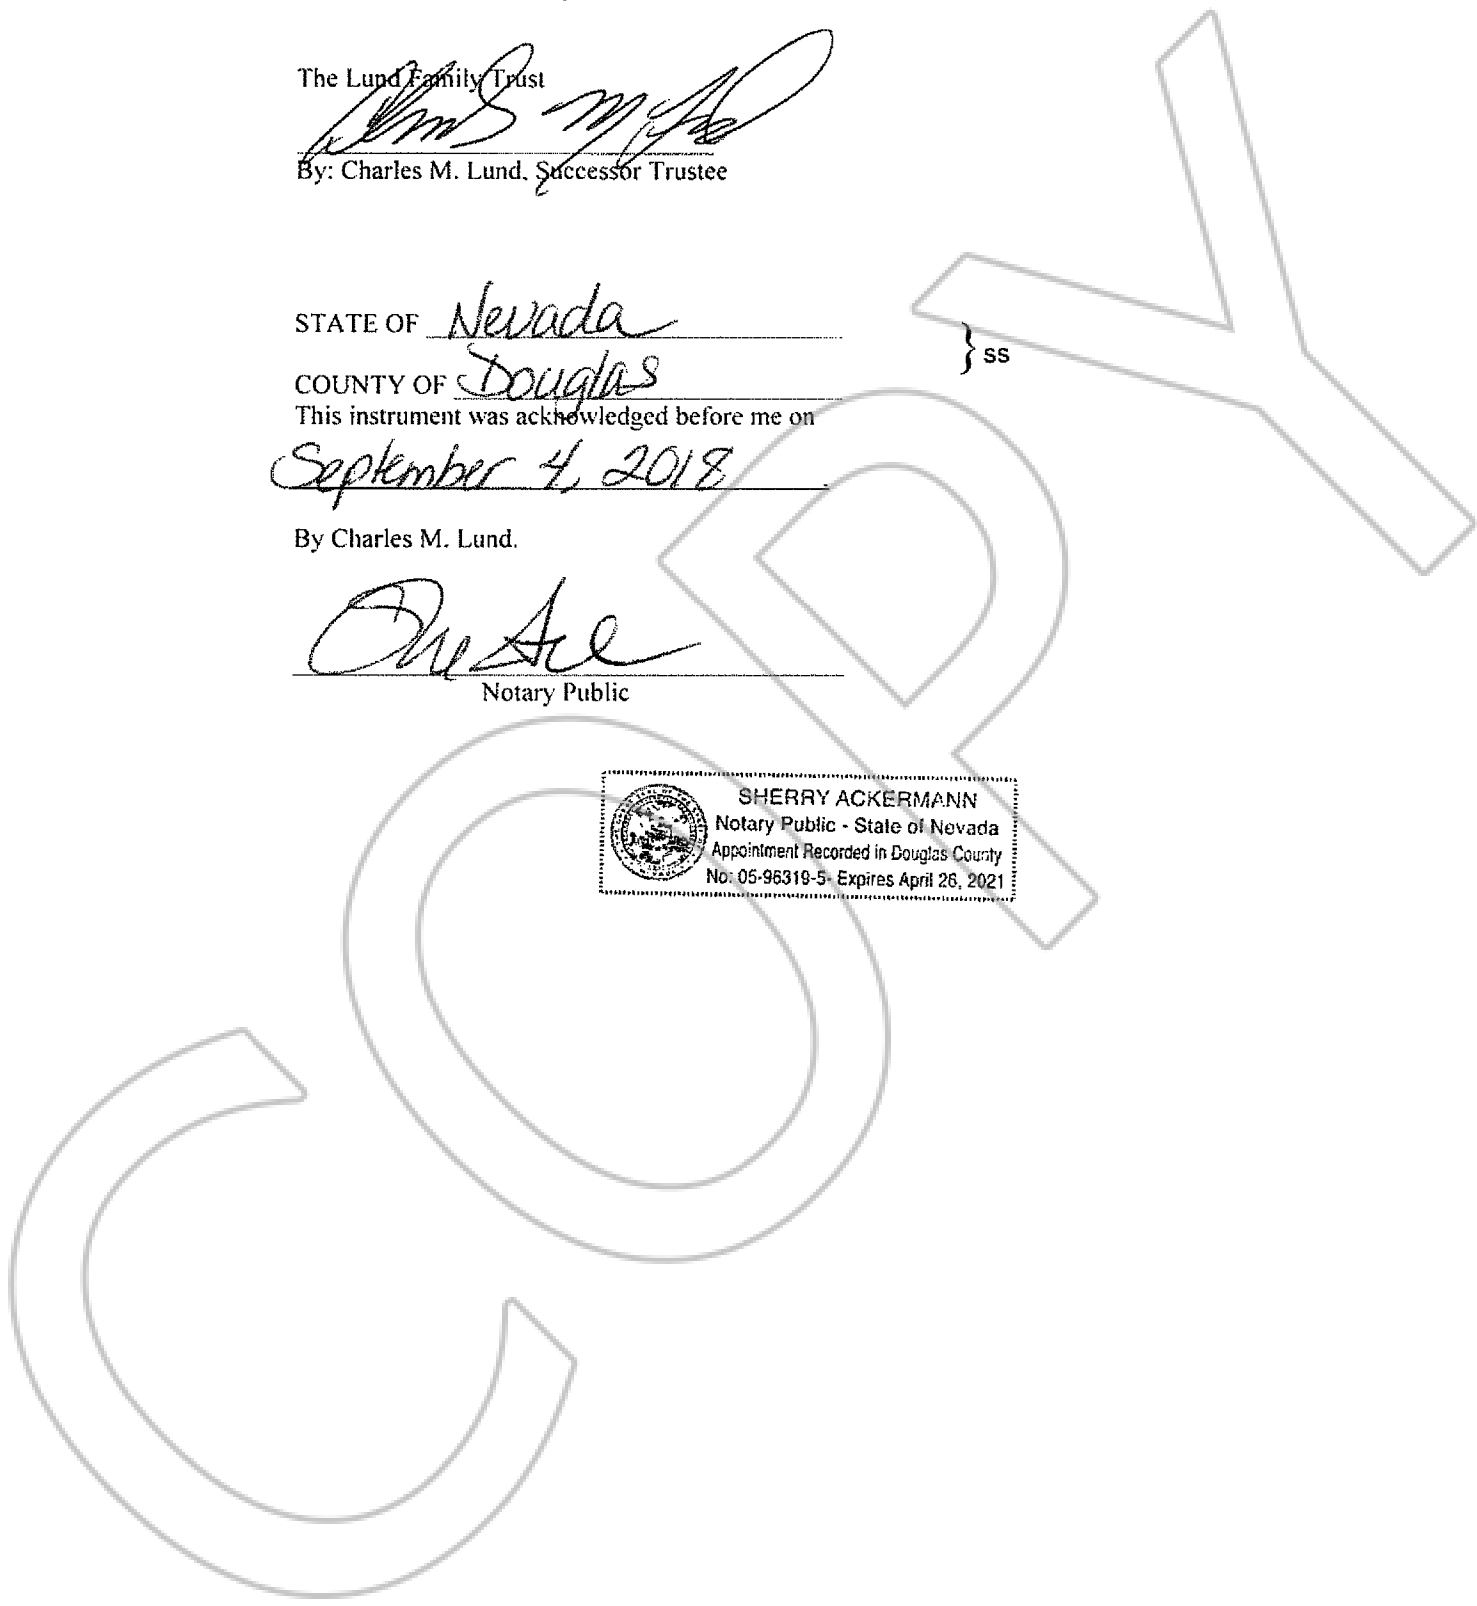 The Lund Family Trust
By: Charles M. Lund, Successor Trustee
STATE OF Nevada
} ss
COUNTY OF Douglas
This instrument was acknowledged before me on
September 4, 2018
By Charles M. Lund.
Notary Public
SHERRY ACKERMANN
Notary Public - State of Nevada
Appointment Recorded in Douglas County
No: 05-96319-5- Expires April 26, 2021
COPY